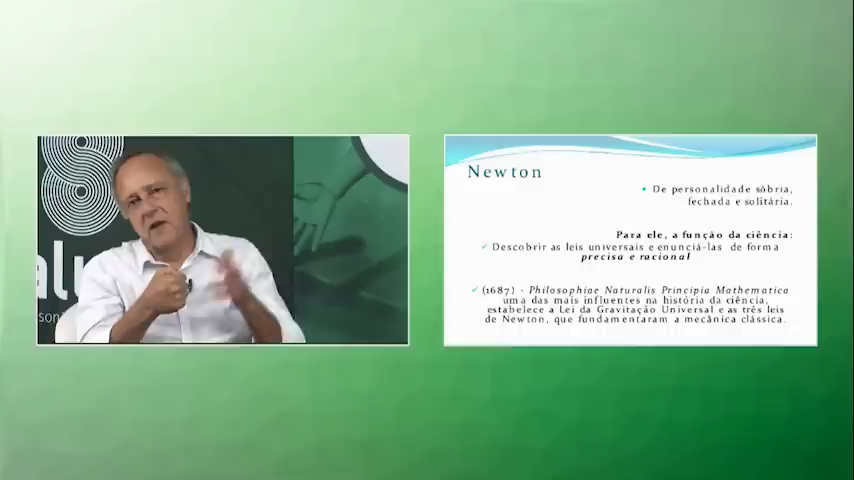 alu
son
Newton
• De personalidade sóbria,
fechada e solitária.
Para ele, a função da ciência:
✓ Descobrir as leis universais e enunciá-las de forma
precisa e racional
✓ (1687) - Philosophiae Naturalis Principia Mathematica
uma das mais influentes na história da ciência,
estabelece a Lei da Gravitação Universal e as três leis
de Newton, que fundamentaram a mecânica clássica.